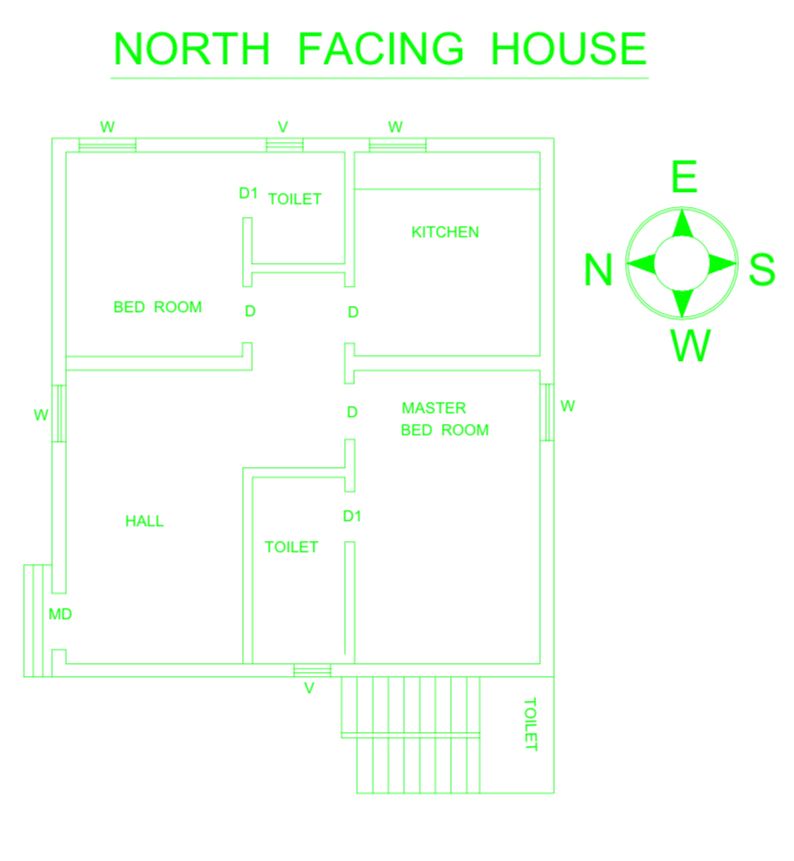 NORTH FACING HOUSE
W
V
W
E
D1 TOILET
KITCHEN
N
S
BED ROOM
D
D
W
W
D
MASTER
BED ROOM
W
HALL
D1
TOILET
MD
V
TOILET